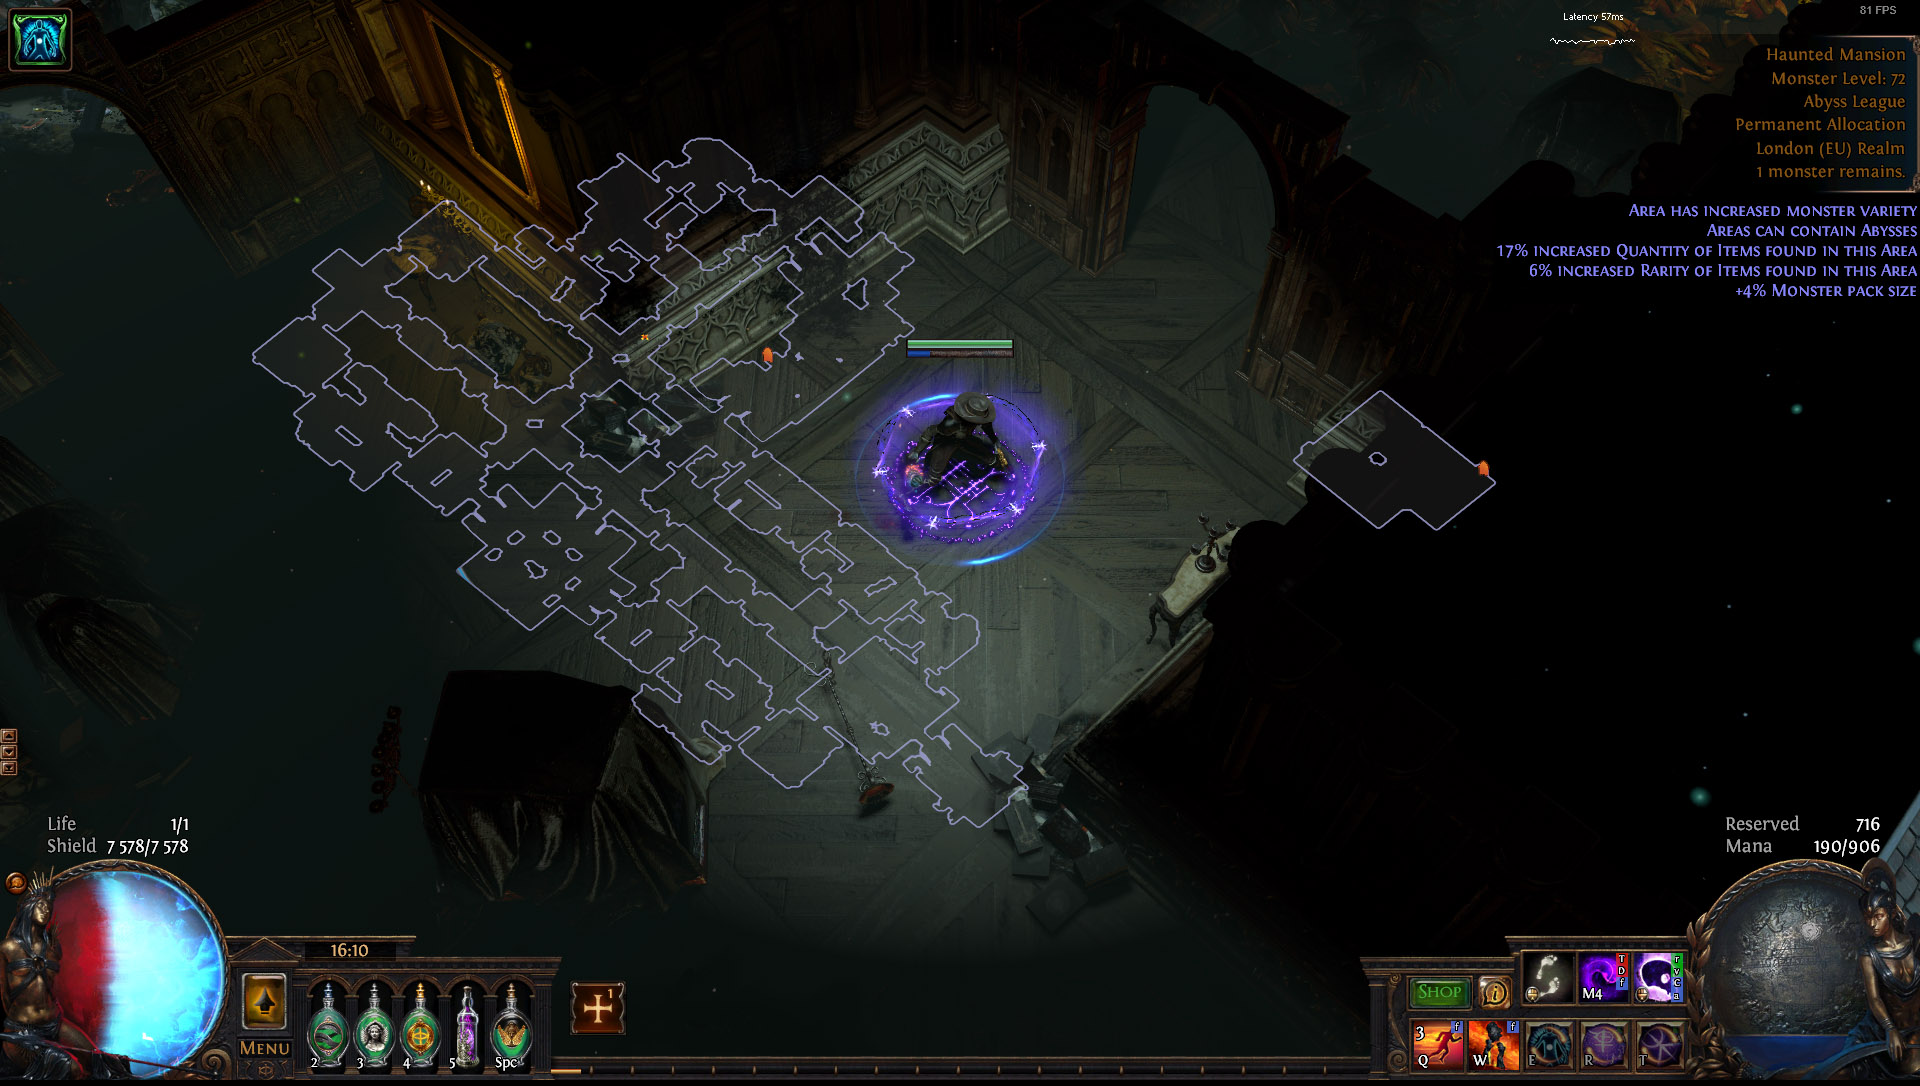 Latency 57ms
81 FPS
Haunted Mansion
Monster Level: 72
Abyss League
Permanent Allocation
London (EU) Realm
1 monster remains.
Area has increased monster variety
Areas can contain Abysses
17% increased Quantity of Items found in this Area
6% increased Rarity of Items found in this Area
+4% Monster pack size
Life 1/1
Shield 7 578/7 578
Reserved 716
Mana 190/906
16:10
Menu
2 3 4 5 Spc
1
Shop
M4
T
D
f
r
v
C
a
3
Q
f
W
f
E
R
T